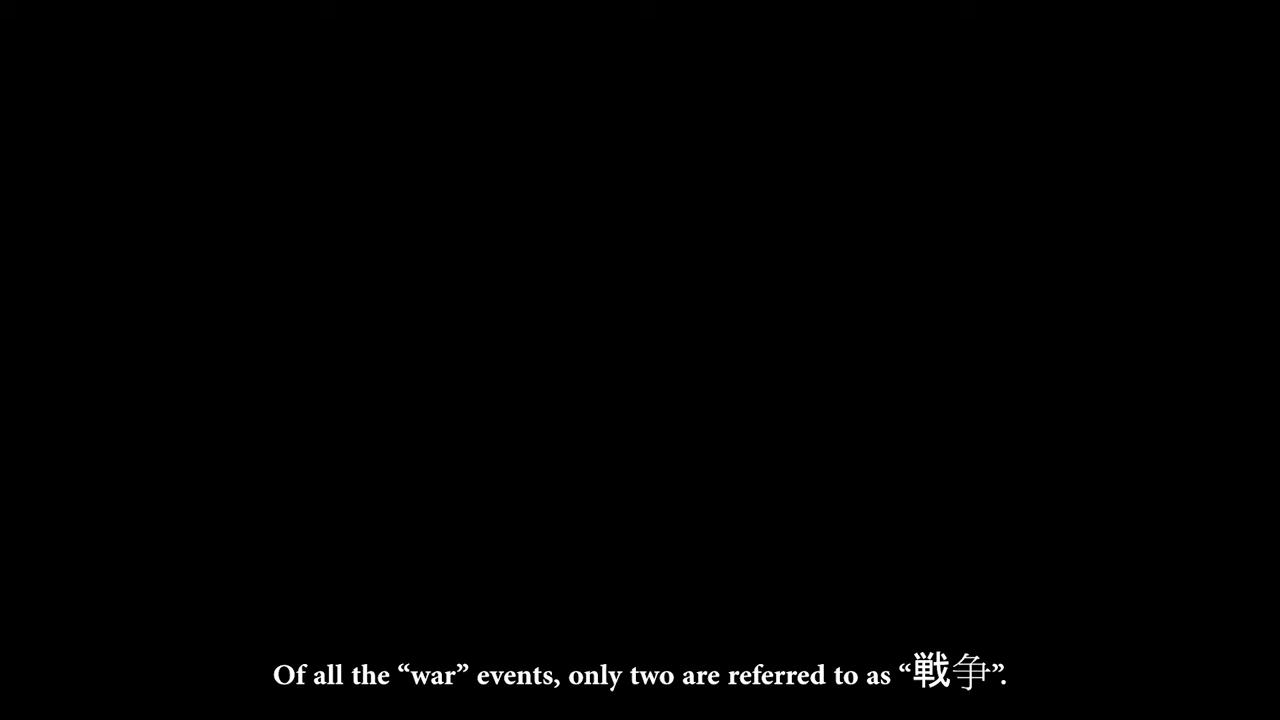 Of all the “war” events, only two are referred to as “戦争”.